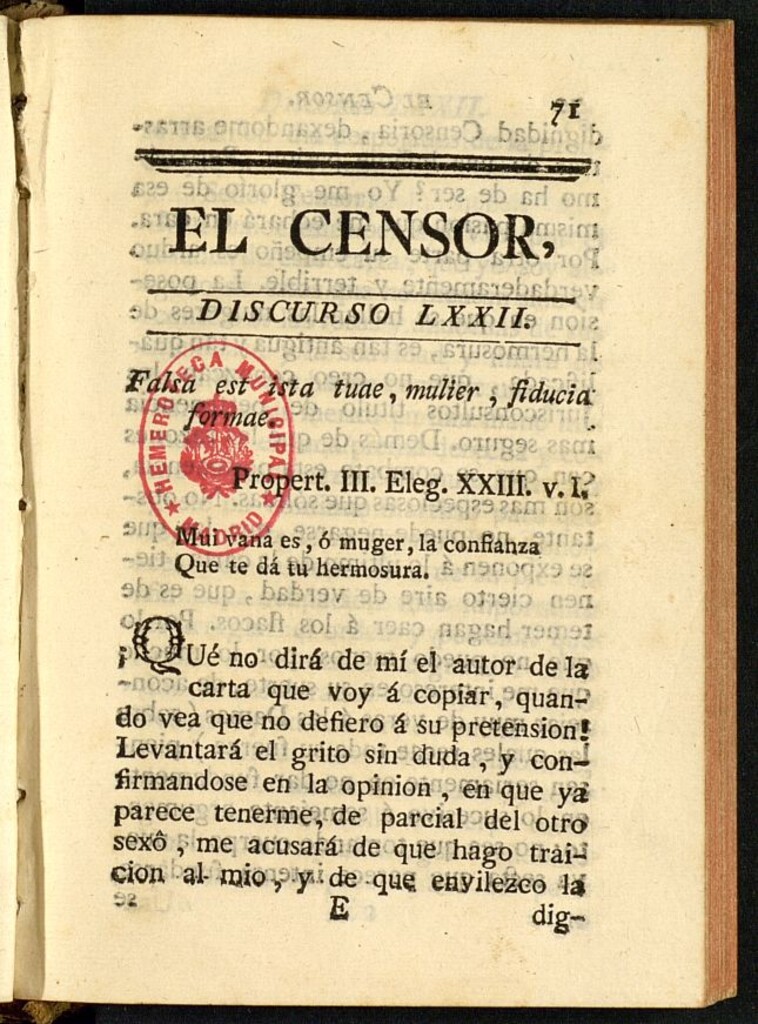 71
EL CENSOR,
DISCURSO LXXII.
Falsa est ista tuae, mulier, fiducia
formae.
Propert. III. Eleg. XXIII. v. I.
HEMEROTECA MUNICIPAL
★ MADRID ★
Mui vana es, ó muger, la confianza
Que te dá tu hermosura.
¡QUé no dirá de mí el autor de la
carta que voy á copiar, quan-
do vea que no defiero á su pretension!
Levantará el grito sin duda, y con-
firmandose en la opinion, en que ya
parece tenerme, de parcial del otro
sexô, me acusará de que hago trai-
cion al mio, y de que envilezco la
E
dig-